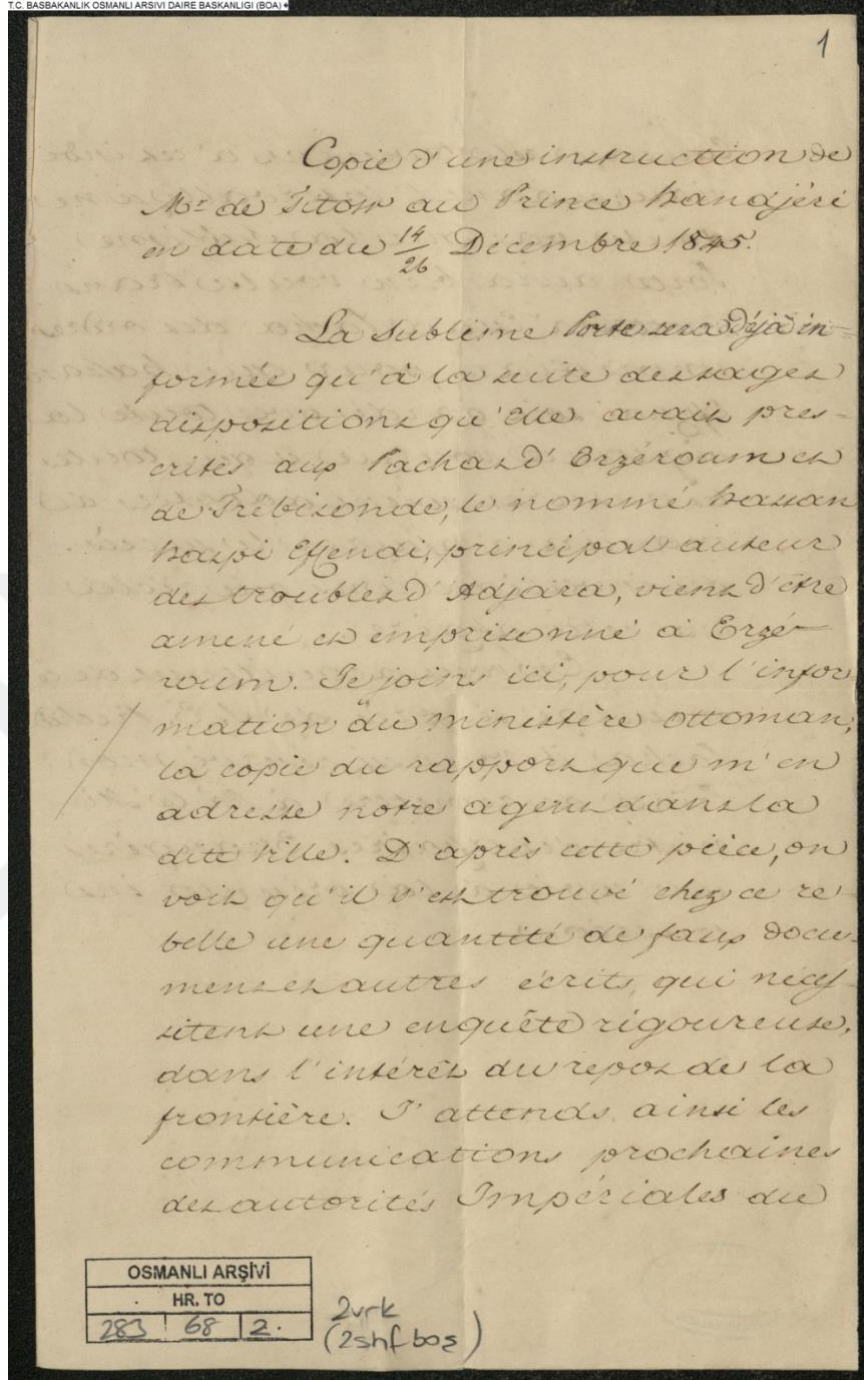 T.C. BASBAKANLIK OSMANLI ARSIVI DAIRE BASKANLIGI (BOA)
1
Copie d'une instruction de
Mr de Titow au Prince Handjéri
en date du 14/26 Décembre 1845.
La Sublime Porte sera déjà in-
formée qu'à la suite des sages
dispositions qu'Elle avait pres-
crites aux Pachas d'Erzéroum et
de Trébisonde, le nommé Hassan
Haspi Effendi, principal auteur
des troubles d'Adjara, vient d'être
amené et emprisonné à Erzé-
roum. Je joins ici, pour l'infor
mation du ministère ottoman,
la copie du rapport que m'en
adresse notre agent dans la
dite ville. D'après cette pièce, on
voit qu'il s'est trouvé chez ce re-
belle une quantité de faux docu-
mens et autres écrits, qui néces-
sitent une enquête rigoureuse,
dans l'intérêt du repos de la
frontière. J'attends ainsi les
communications prochaines
des autorités Impériales du
OSMANLI ARŞİVİ
HR. TO
283 68 2.
2vrk
(2shf boş)